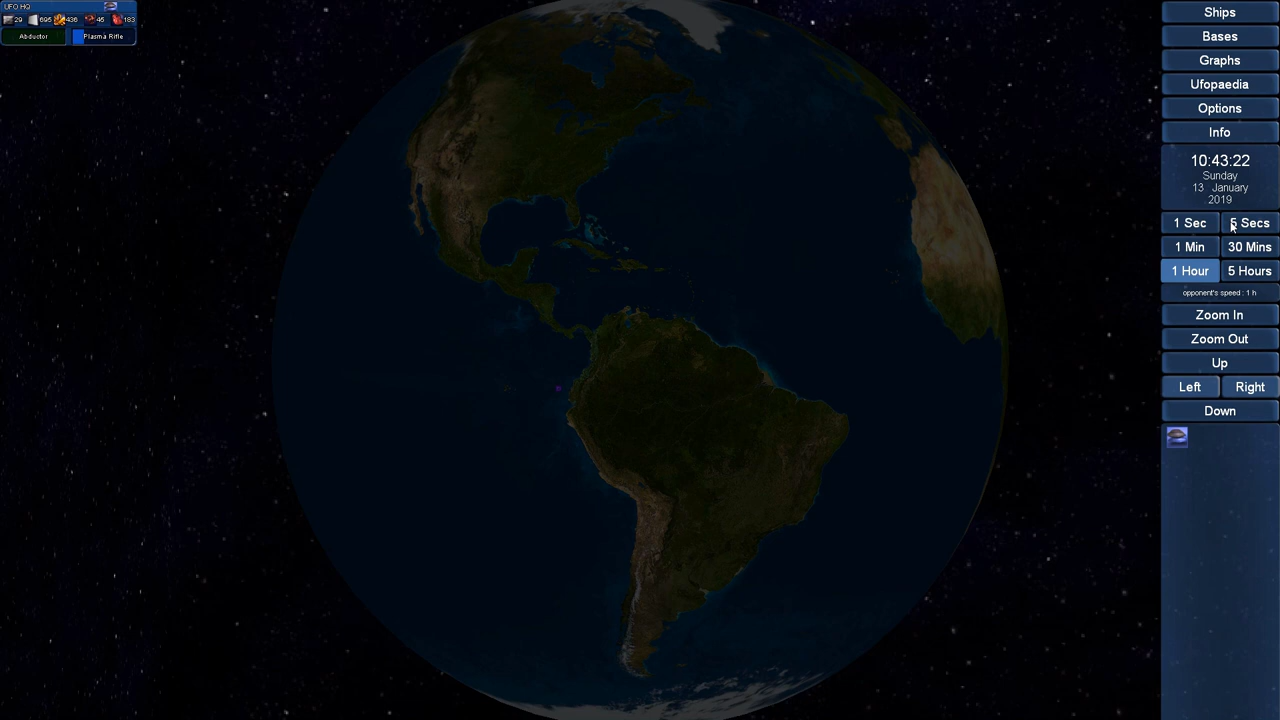 UFO HQ
29 695 436 46 183
Abductor Plasma Rifle
Ships
Bases
Graphs
Ufopaedia
Options
Info
10:43:22
Sunday
13 January
2019
1 Sec 5 Secs
1 Min 30 Mins
1 Hour 5 Hours
opponent's speed : 1 h
Zoom In
Zoom Out
Up
Left Right
Down